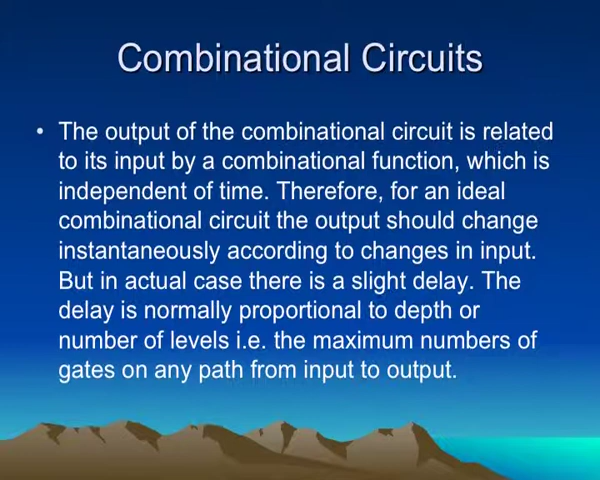 Combinational Circuits
• The output of the combinational circuit is related
to its input by a combinational function, which is
independent of time. Therefore, for an ideal
combinational circuit the output should change
instantaneously according to changes in input.
But in actual case there is a slight delay. The
delay is normally proportional to depth or
number of levels i.e. the maximum numbers of
gates on any path from input to output.